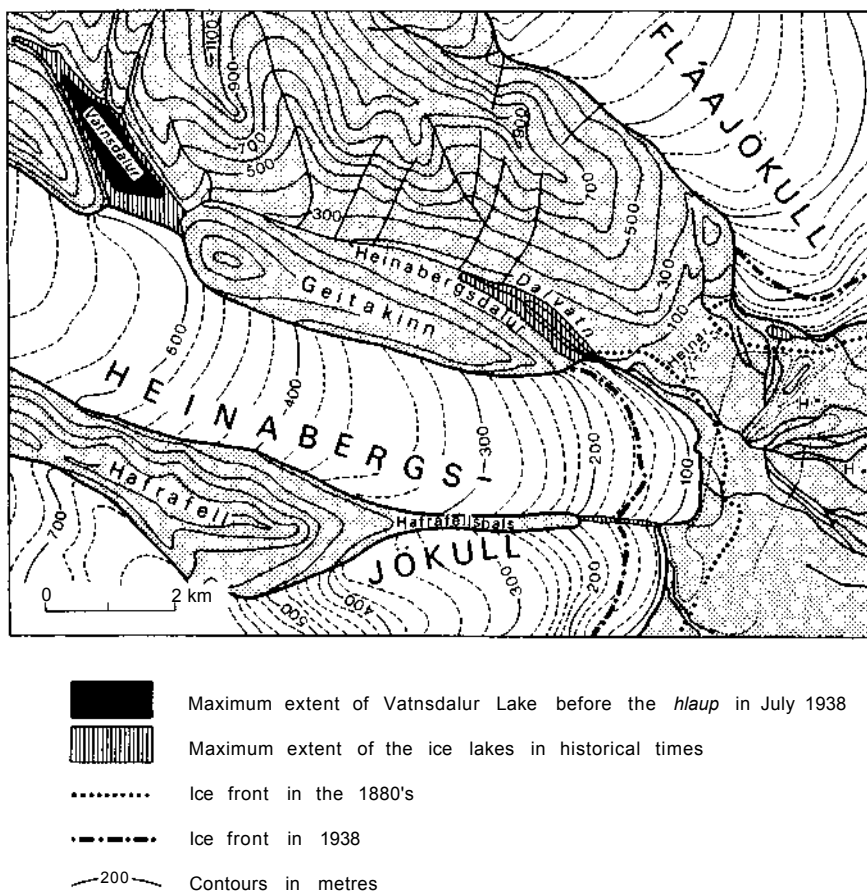 FLÁAJÖKULL
1100
900
900
Vatnsdalur
700
500
700
500
300
Heinabergsdalur
Dalvatn
Geitakinn
300
100
Heinar
H
H
500
400
HEINABERGS-
JÖKULL
300
200
100
Hafrafell
Hafrafellsháls
700
0 2 km
500
400
300
200
Maximum extent of Vatnsdalur Lake before the hlaup in July 1938
Maximum extent of the ice lakes in historical times
Ice front in the 1880's
Ice front in 1938
200 Contours in metres